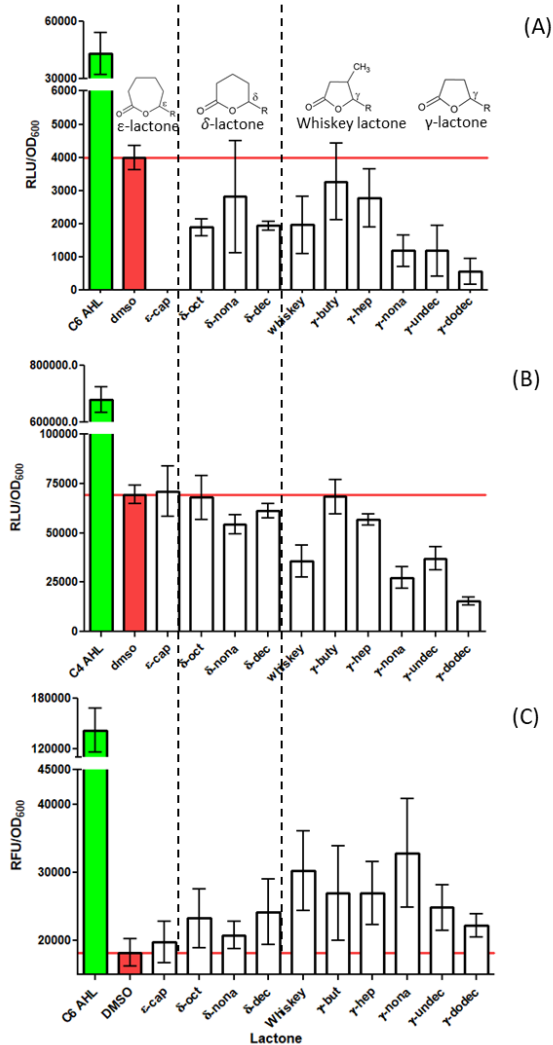 (A)
60000
30000
6000
5000
4000
3000
2000
1000
0
RLU/OD600
O
O
ε
R
ε-lactone
O
O
δ
R
δ-lactone
CH3
O
O
γ
R
Whiskey lactone
O
O
γ
R
γ-lactone
C6 AHL
dmso
ε-cap
δ-oct
δ-nona
δ-dec
whiskey
γ-buty
γ-hep
γ-nona
γ-undec
γ-dodec
(B)
800000.0
600000.0
100000
75000
50000
25000
0
RLU/OD600
C4 AHL
dmso
ε-cap
δ-oct
δ-nona
δ-dec
whiskey
γ-buty
γ-hep
γ-nona
γ-undec
γ-dodec
(C)
180000
120000
45000
40000
30000
20000
RFU/OD600
C6 AHL
DMSO
ε-cap
δ-oct
δ-nona
δ-dec
Whiskey
γ-but
γ-hep
γ-nona
γ-undec
γ-dodec
Lactone